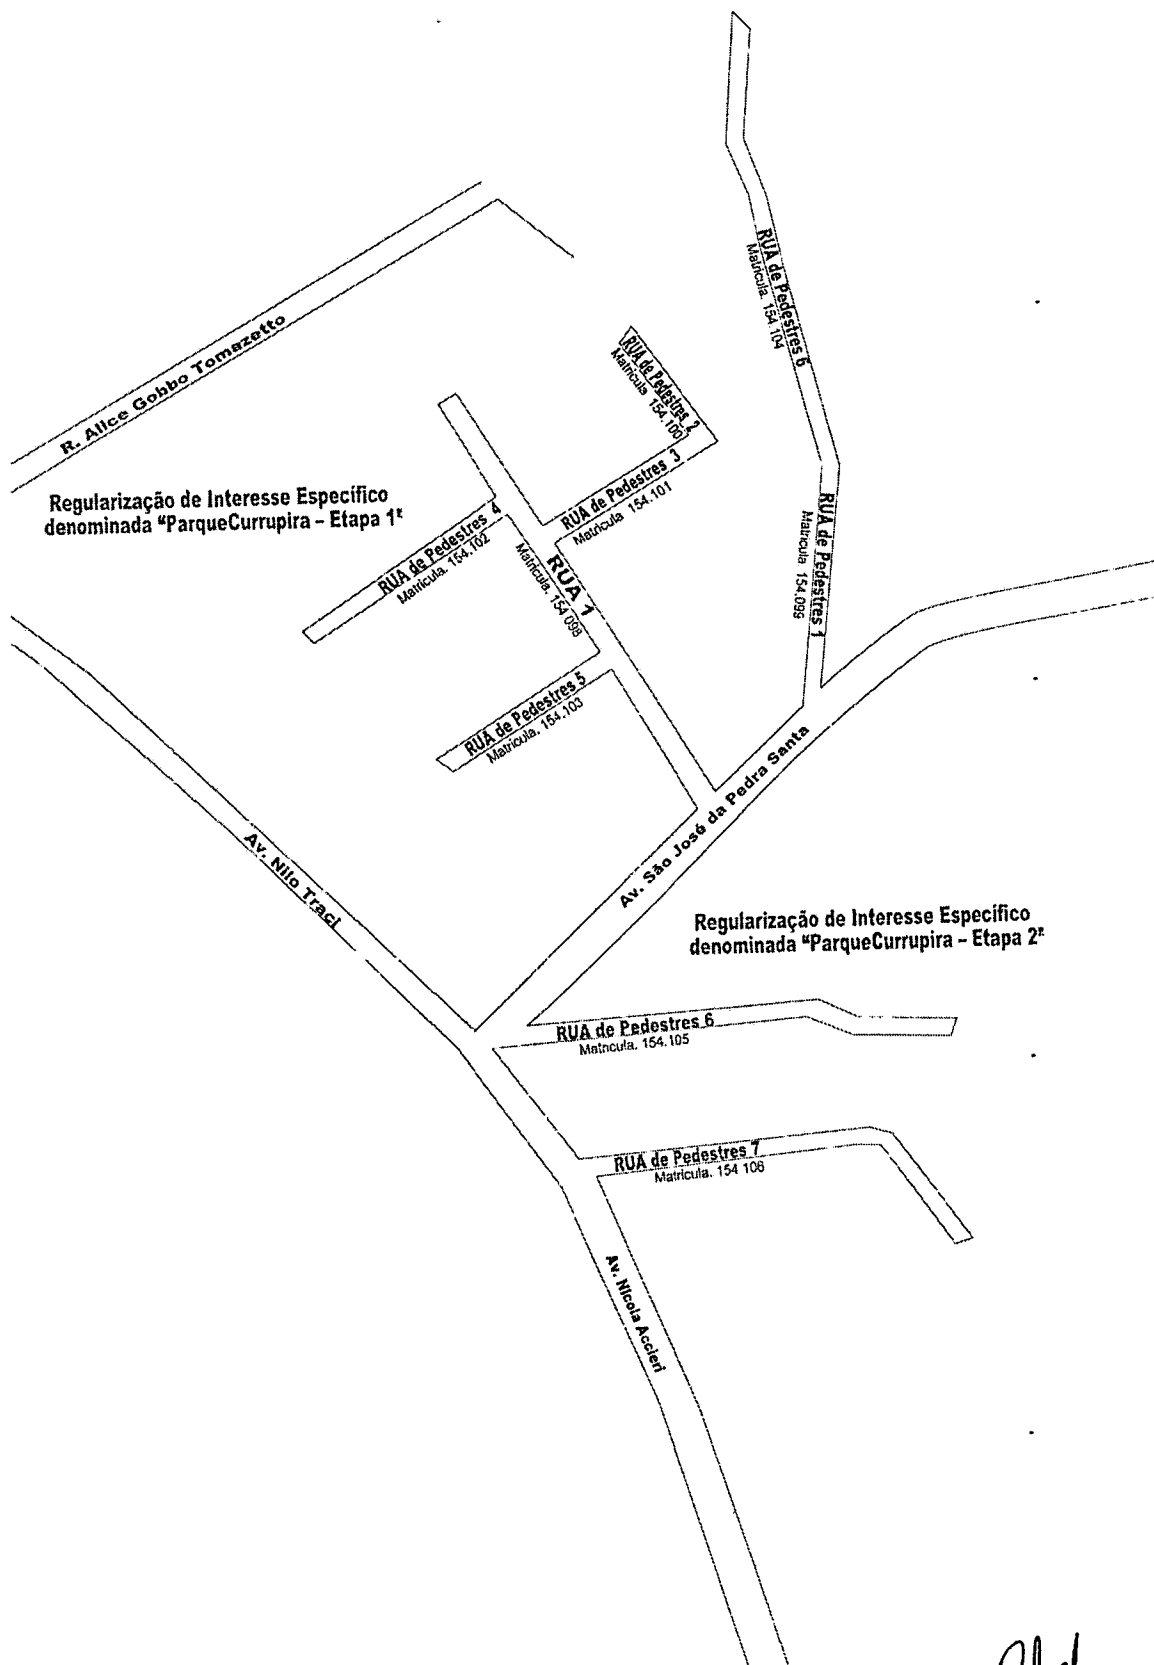 RUA de Pedestres 6
Matrícula. 154.104
R. Alice Gobbo Tomazetto
RUA de Pedestres 2
Matrícula 154.100
RUA de Pedestres 3
Matrícula 154.101
Regularização de Interesse Específico
denominada "ParqueCurrupira – Etapa 1"
RUA de Pedestres 4
Matrícula. 154.102
RUA 1
Matrícula. 154 098
RUA de Pedestres 1
Matrícula 154.099
RUA de Pedestres 5
Matrícula. 154.103
Av. São José da Pedra Santa
Av. Nilo Traci
Regularização de Interesse Específico
denominada "ParqueCurrupira – Etapa 2"
RUA de Pedestres 6
Matrícula. 154.105
RUA de Pedestres 7
Matrícula. 154 106
Av. Nicola Accieri